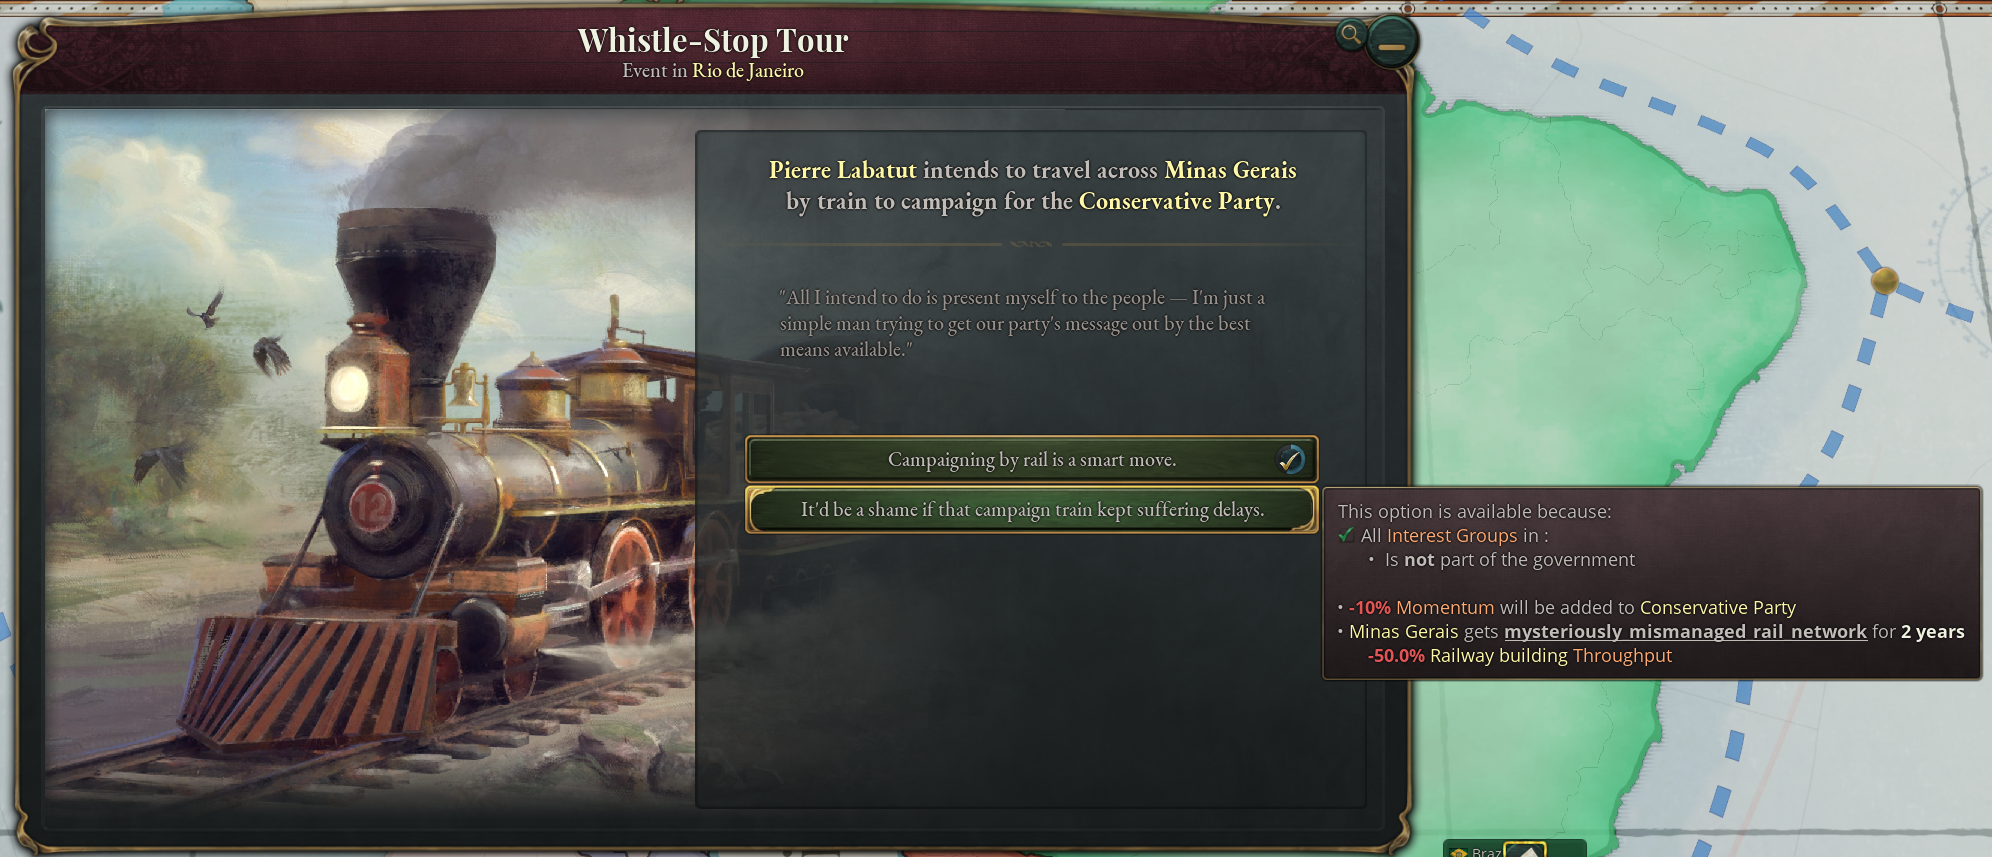 Whistle-Stop Tour
Event in Rio de Janeiro
Pierre Labatut intends to travel across Minas Gerais
by train to campaign for the Conservative Party.
"All I intend to do is present myself to the people — I'm just a
simple man trying to get our party's message out by the best
means available."
Campaigning by rail is a smart move.
It'd be a shame if that campaign train kept suffering delays.
This option is available because:
✓ All Interest Groups in :
• Is not part of the government
• -10% Momentum will be added to Conservative Party
• Minas Gerais gets mysteriously mismanaged rail network for 2 years
-50.0% Railway building Throughput
12